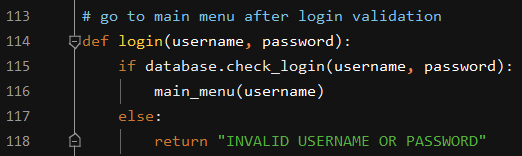 113 # go to main menu after login validation
114 def login(username, password):
115     if database.check_login(username, password):
116         main_menu(username)
117     else:
118         return "INVALID USERNAME OR PASSWORD"